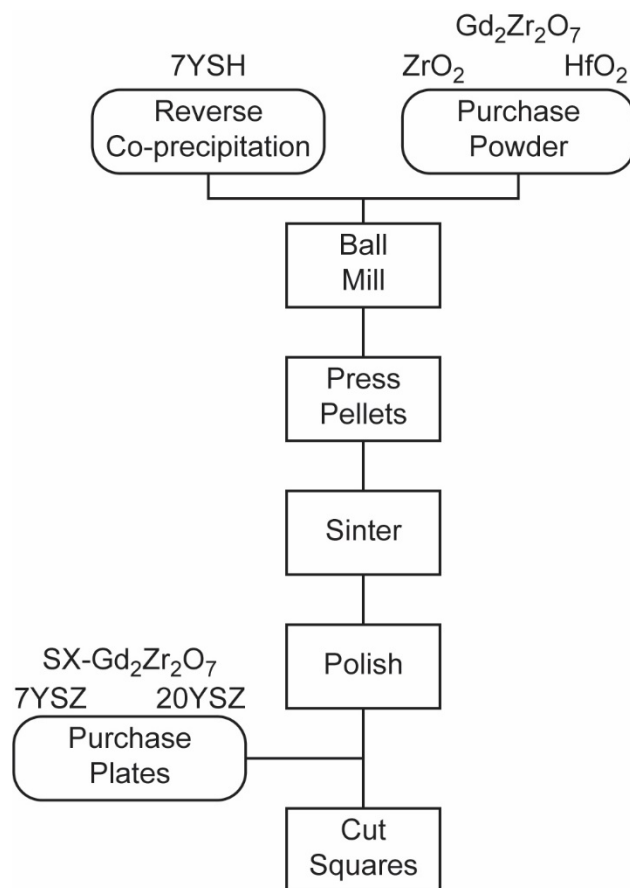 Gd₂Zr₂O₇
7YSH
ZrO₂ HfO₂
Reverse
Co-precipitation
Purchase
Powder
Ball
Mill
Press
Pellets
Sinter
Polish
SX-Gd₂Zr₂O₇
7YSZ 20YSZ
Purchase
Plates
Cut
Squares